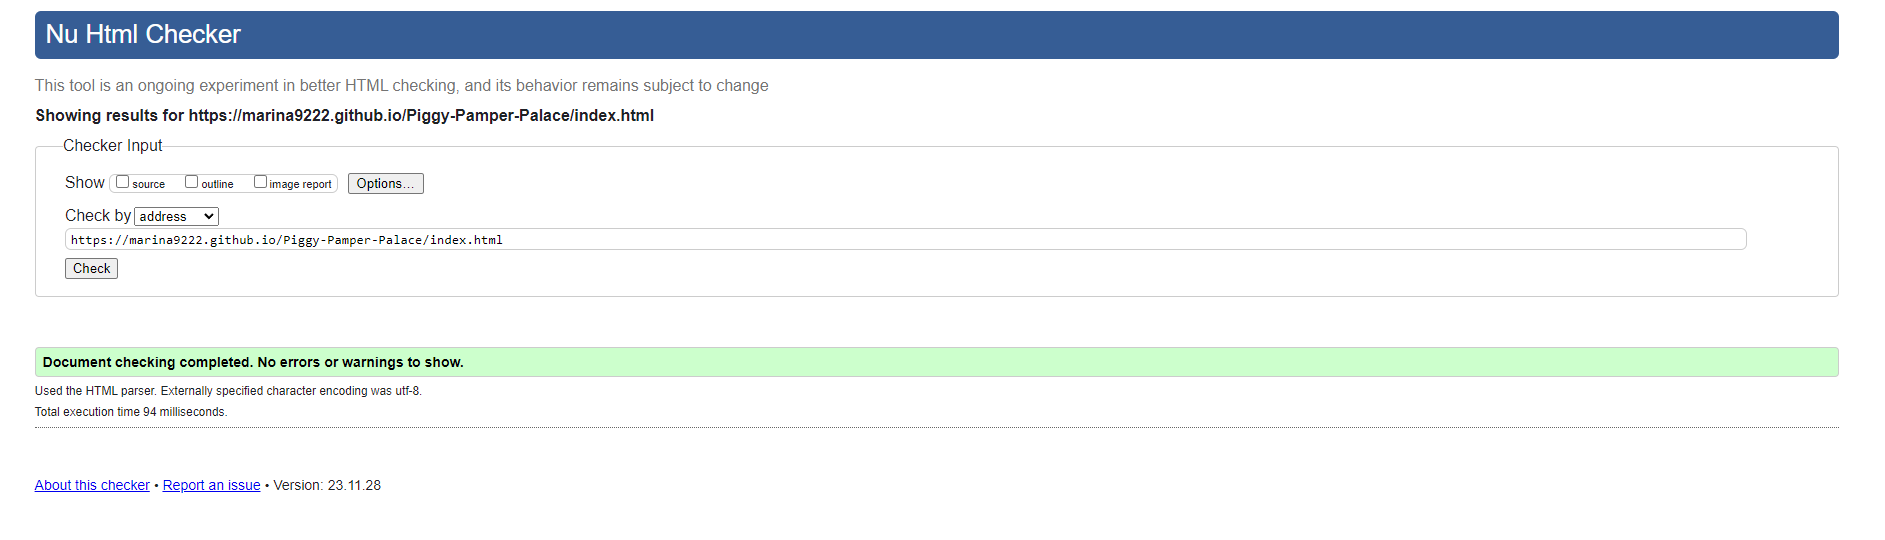 Nu Html Checker
This tool is an ongoing experiment in better HTML checking, and its behavior remains subject to change
Showing results for https://marina9222.github.io/Piggy-Pamper-Palace/index.html
Checker Input
Show source outline image report Options...
Check by address
https://marina9222.github.io/Piggy-Pamper-Palace/index.html
Check
Document checking completed. No errors or warnings to show.
Used the HTML parser. Externally specified character encoding was utf-8.
Total execution time 94 milliseconds.
About this checker • Report an issue • Version: 23.11.28